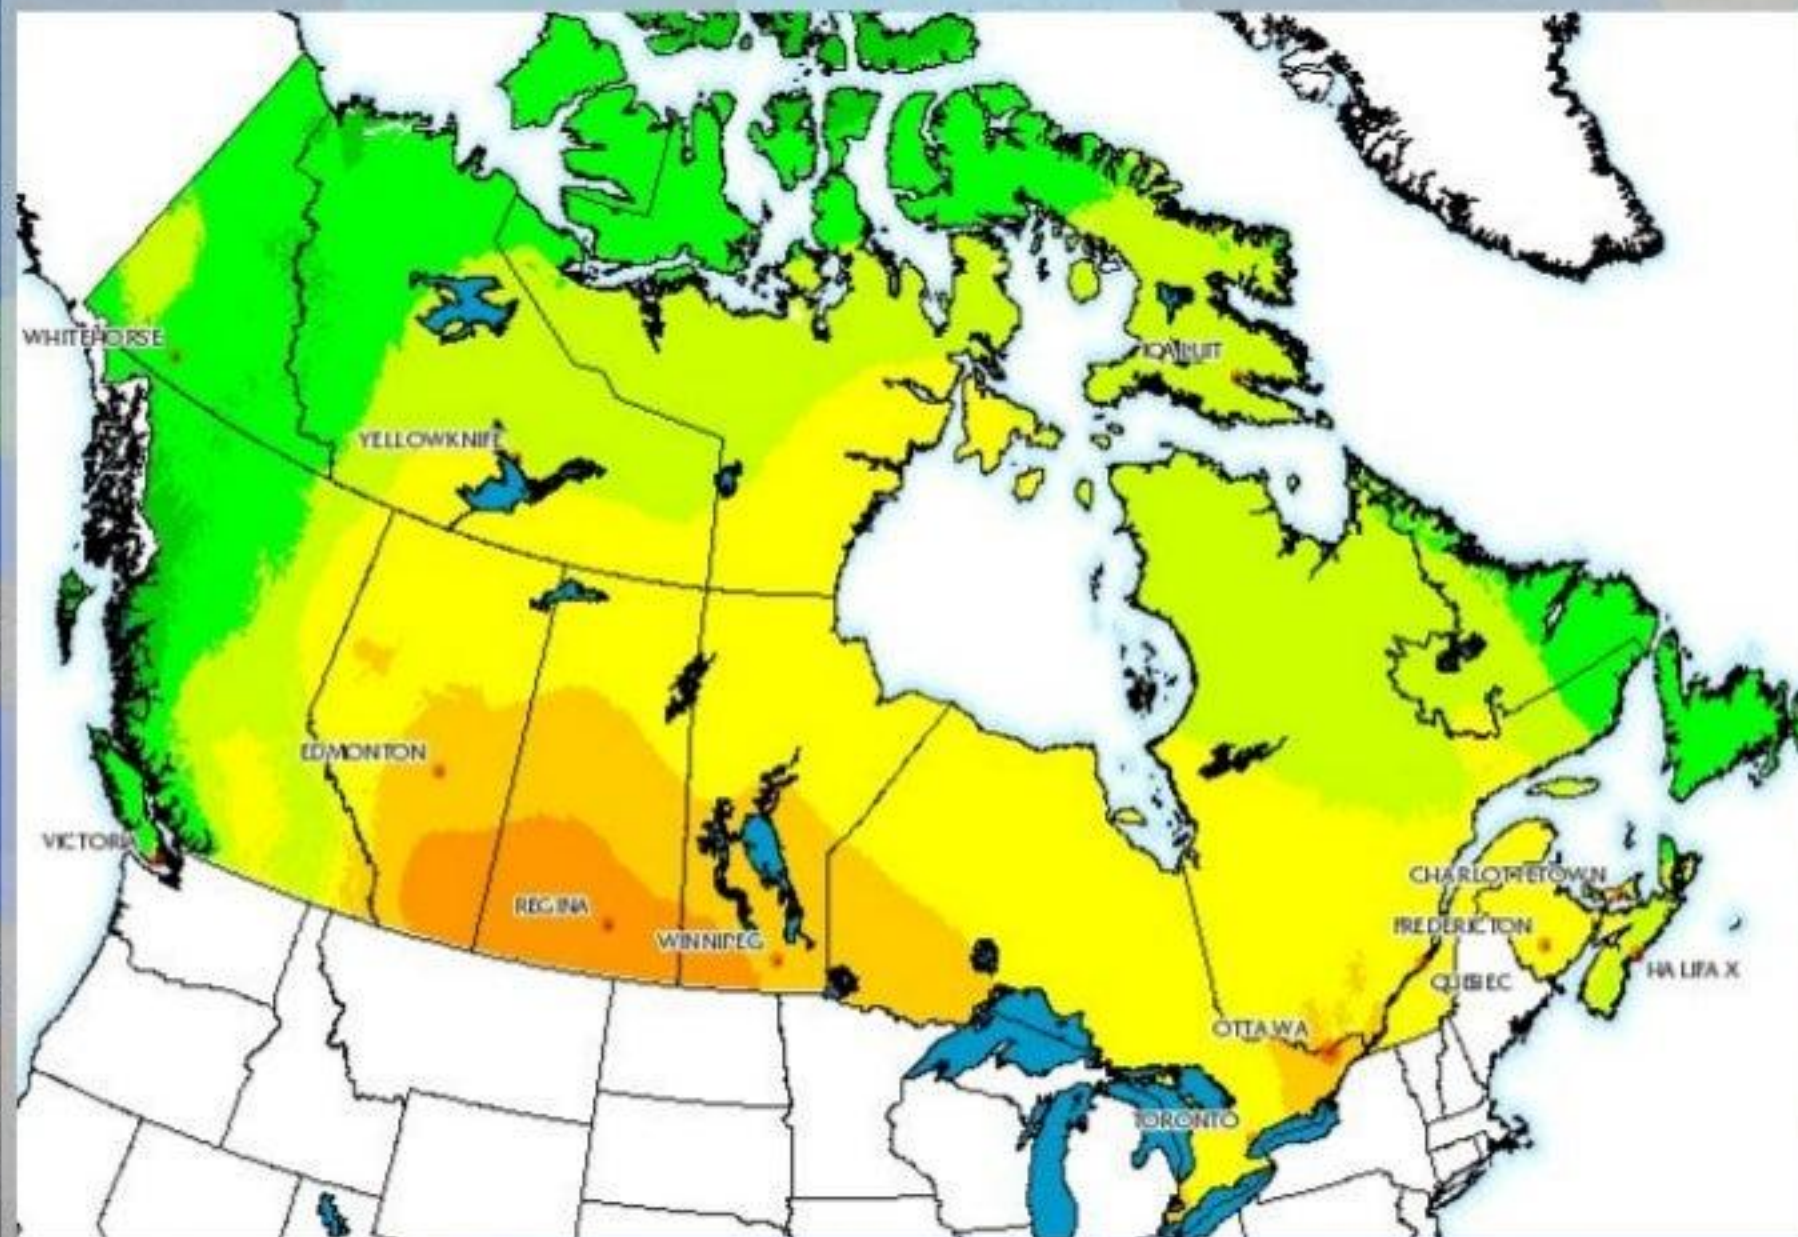 WHITEHORSE
IQALUIT
YELLOWKNIFE
EDMONTON
VICTORIA
CHARLOTTETOWN
REGINA
FREDERICTON
WINNIPEG
HALIFAX
QUEBEC
OTTAWA
TORONTO